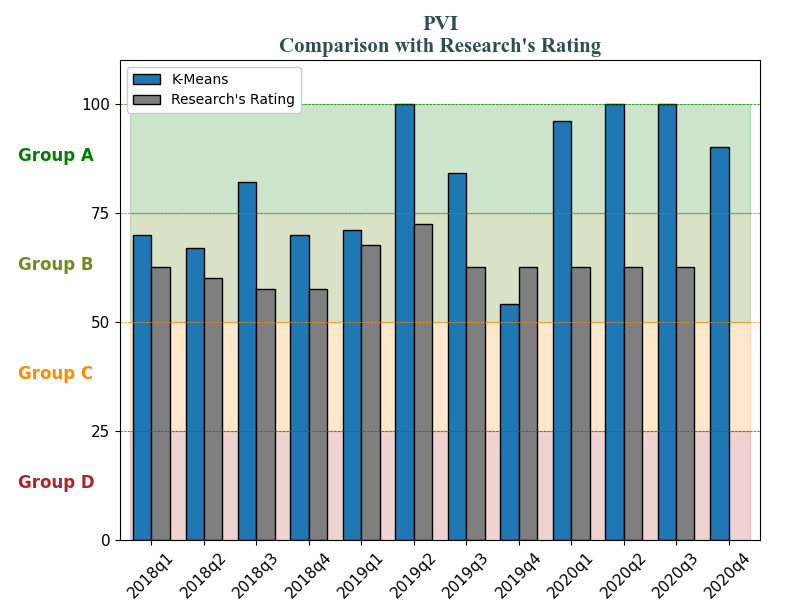 PVI
Comparison with Research's Rating
K-Means
Research's Rating
100
75
50
25
0
Group A
Group B
Group C
Group D
2018q1
2018q2
2018q3
2018q4
2019q1
2019q2
2019q3
2019q4
2020q1
2020q2
2020q3
2020q4